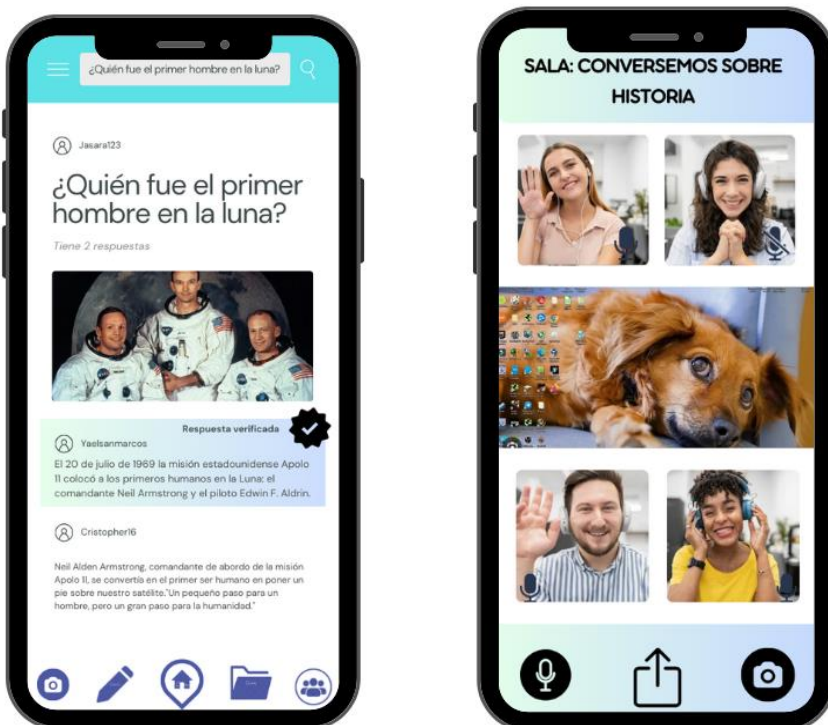 ¿Quién fue el primer hombre en la luna?
Jasara123
¿Quién fue el primer
hombre en la luna?
Tiene 2 respuestas
Respuesta verificada
Yaelsanmarcos
El 20 de julio de 1969 la misión estadounidense Apolo
11 colocó a los primeros humanos en la Luna: el
comandante Neil Armstrong y el piloto Edwin F. Aldrin.
Cristopher16
Neil Alden Armstrong, comandante de abordo de la misión
Apolo 11, se convertía en el primer ser humano en poner un
pie sobre nuestro satélite."Un pequeño paso para un
hombre, pero un gran paso para la humanidad."
SALA: CONVERSEMOS SOBRE
HISTORIA